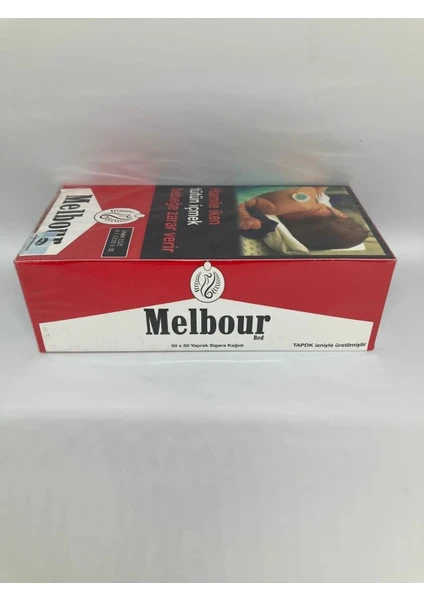 Melbour
Hamile iken
tütün içmek
bebeğe zarar verir
Melbour
Red
50 x 50 Yaprak Sigara Kağıdı
TAPDK izniyle üretilmiştir